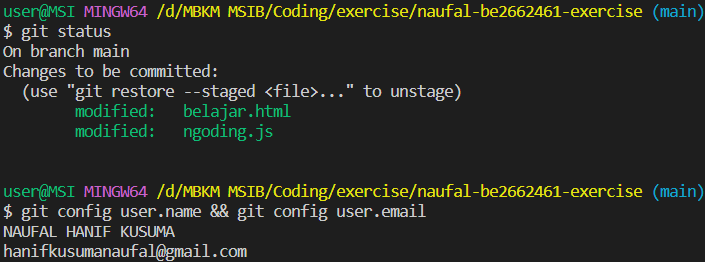 user@MSI MINGW64 /d/MBKM MSIB/Coding/exercise/naufal-be2662461-exercise (main)
$ git status
On branch main
Changes to be committed:
  (use "git restore --staged <file>..." to unstage)
        modified:   belajar.html
        modified:   ngoding.js
user@MSI MINGW64 /d/MBKM MSIB/Coding/exercise/naufal-be2662461-exercise (main)
$ git config user.name && git config user.email
NAUFAL HANIF KUSUMA
hanifkusumanaufal@gmail.com